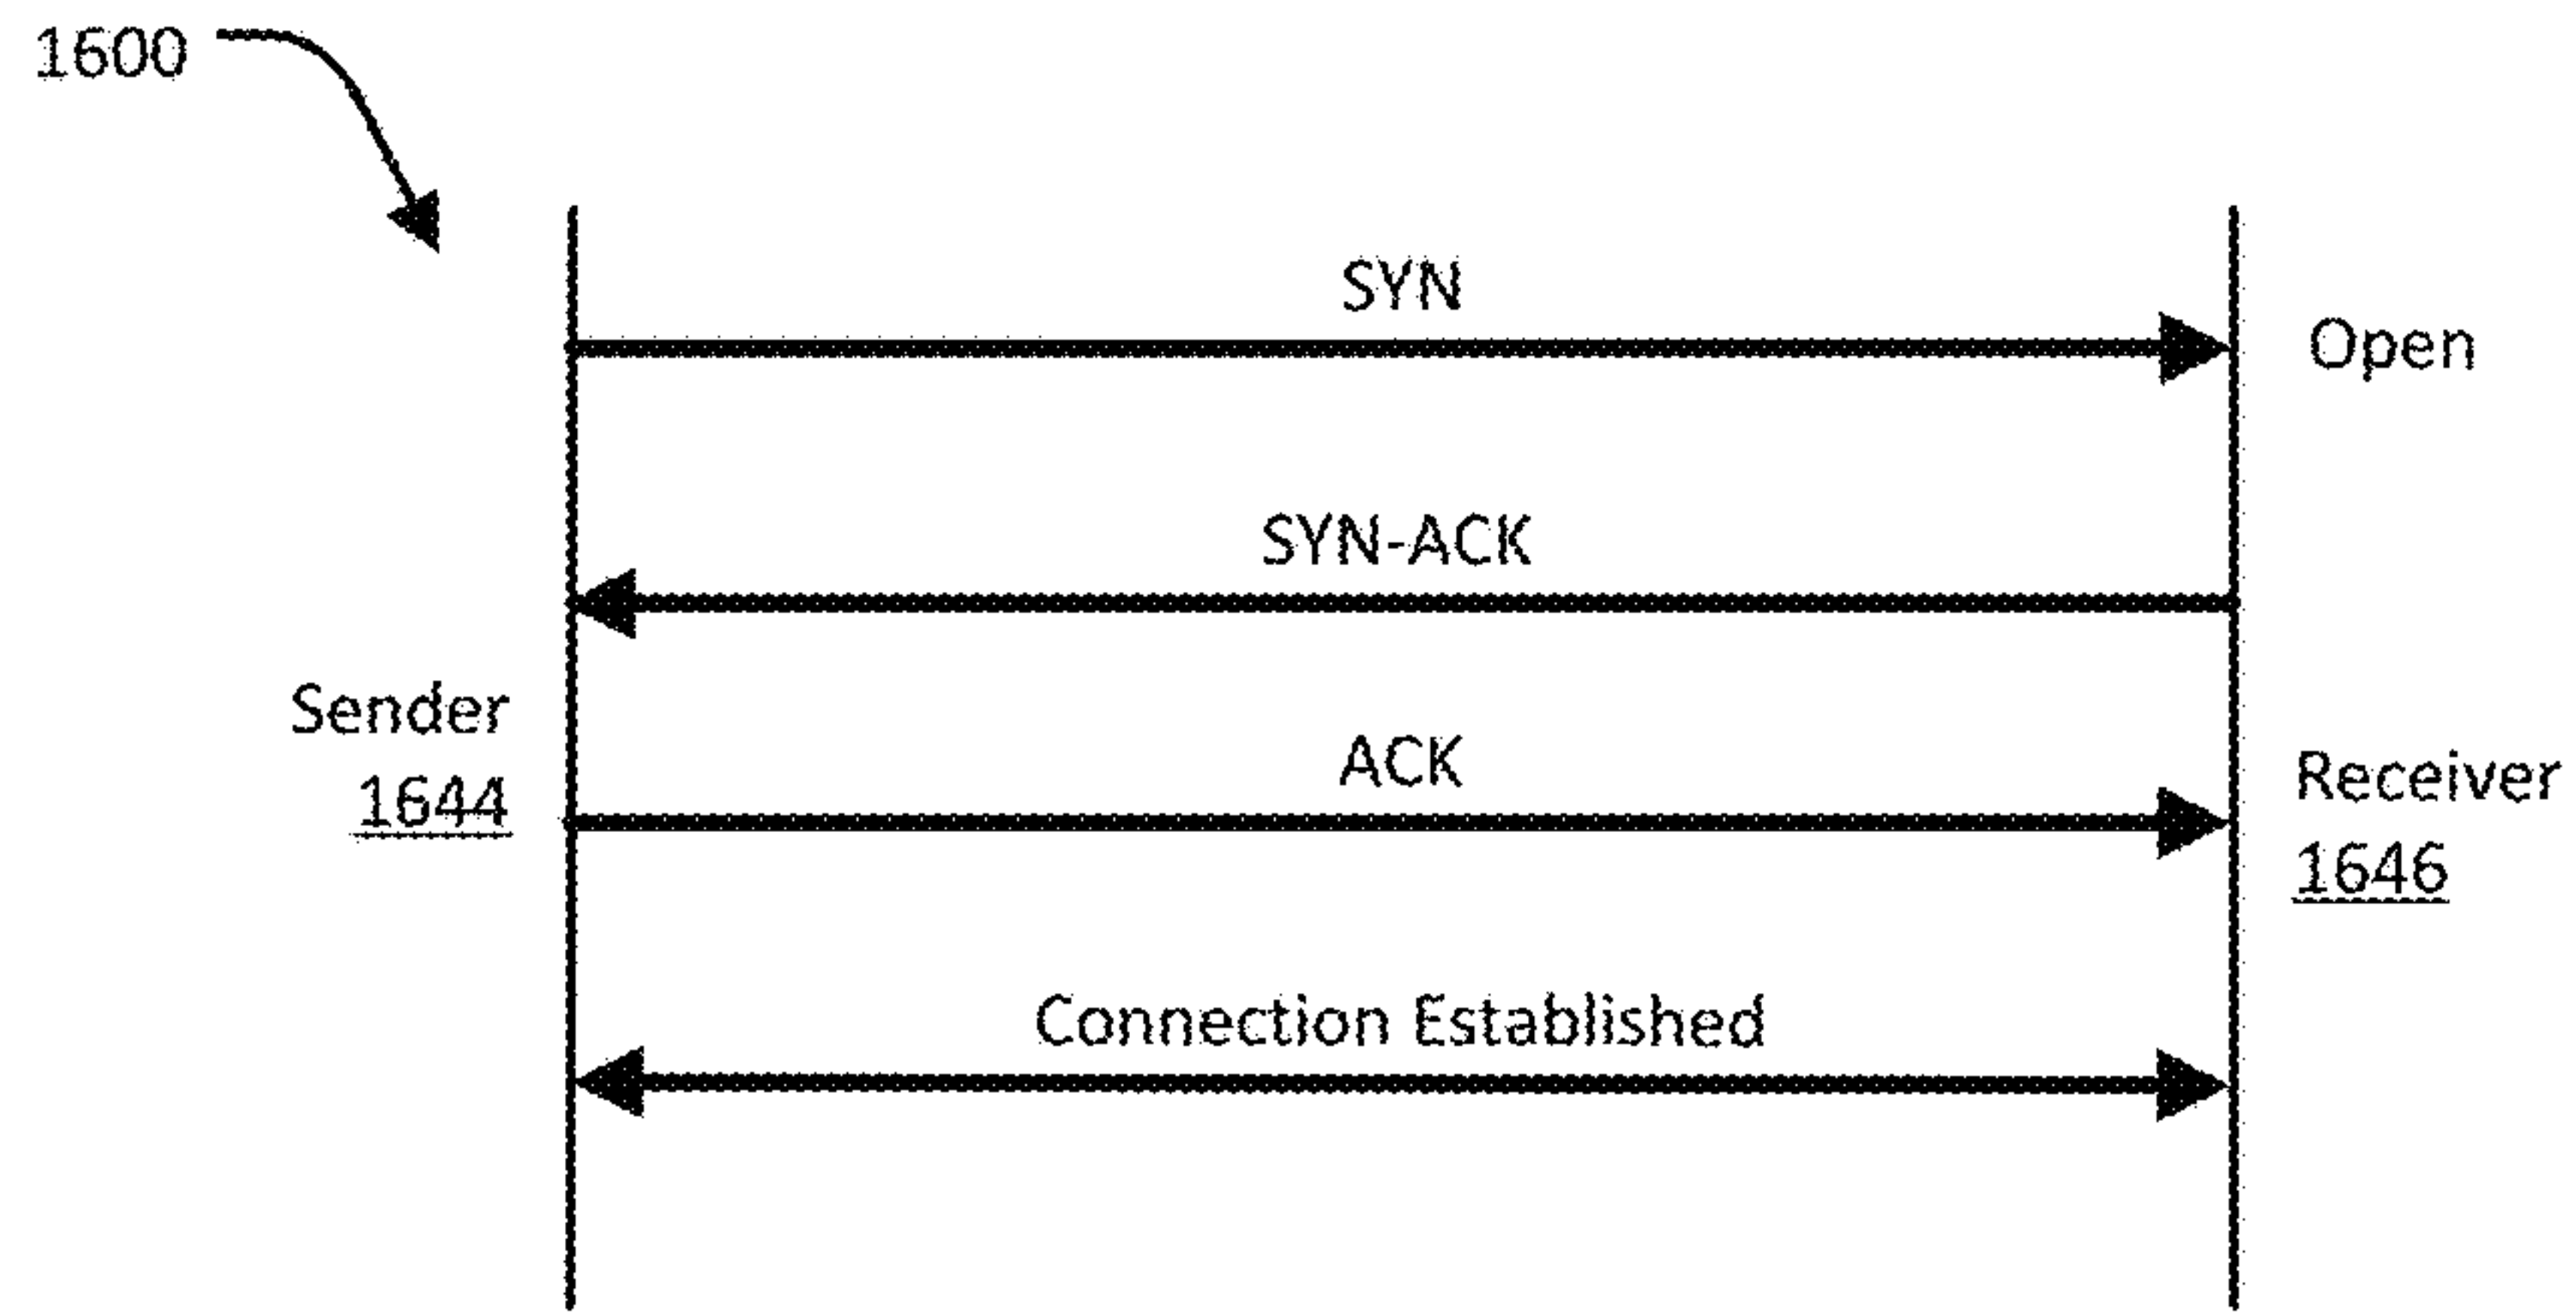 1600
SYN
Open
SYN-ACK
Sender
1644
ACK
Receiver
1646
Connection Established